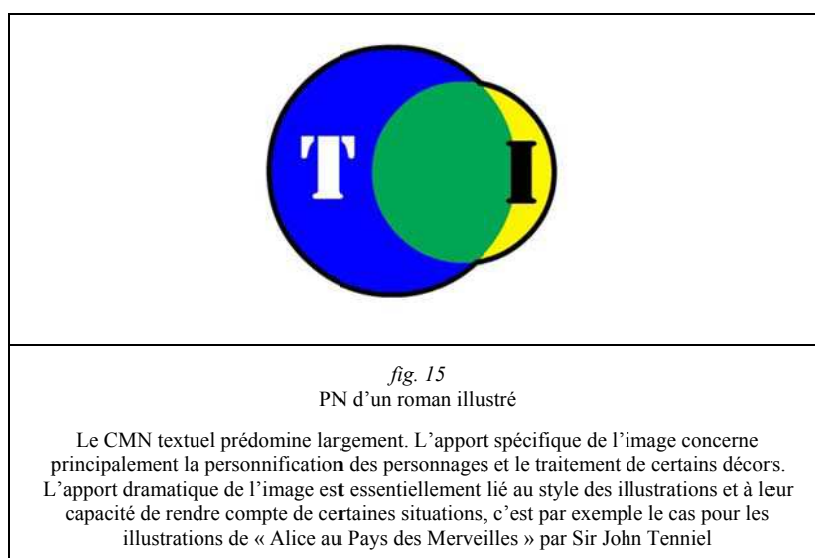 T I
fig. 15
PN d’un roman illustré
Le CMN textuel prédomine largement. L’apport spécifique de l’image concerne
principalement la personnification des personnages et le traitement de certains décors.
L’apport dramatique de l’image est essentiellement lié au style des illustrations et à leur
capacité de rendre compte de certaines situations, c’est par exemple le cas pour les
illustrations de « Alice au Pays des Merveilles » par Sir John Tenniel